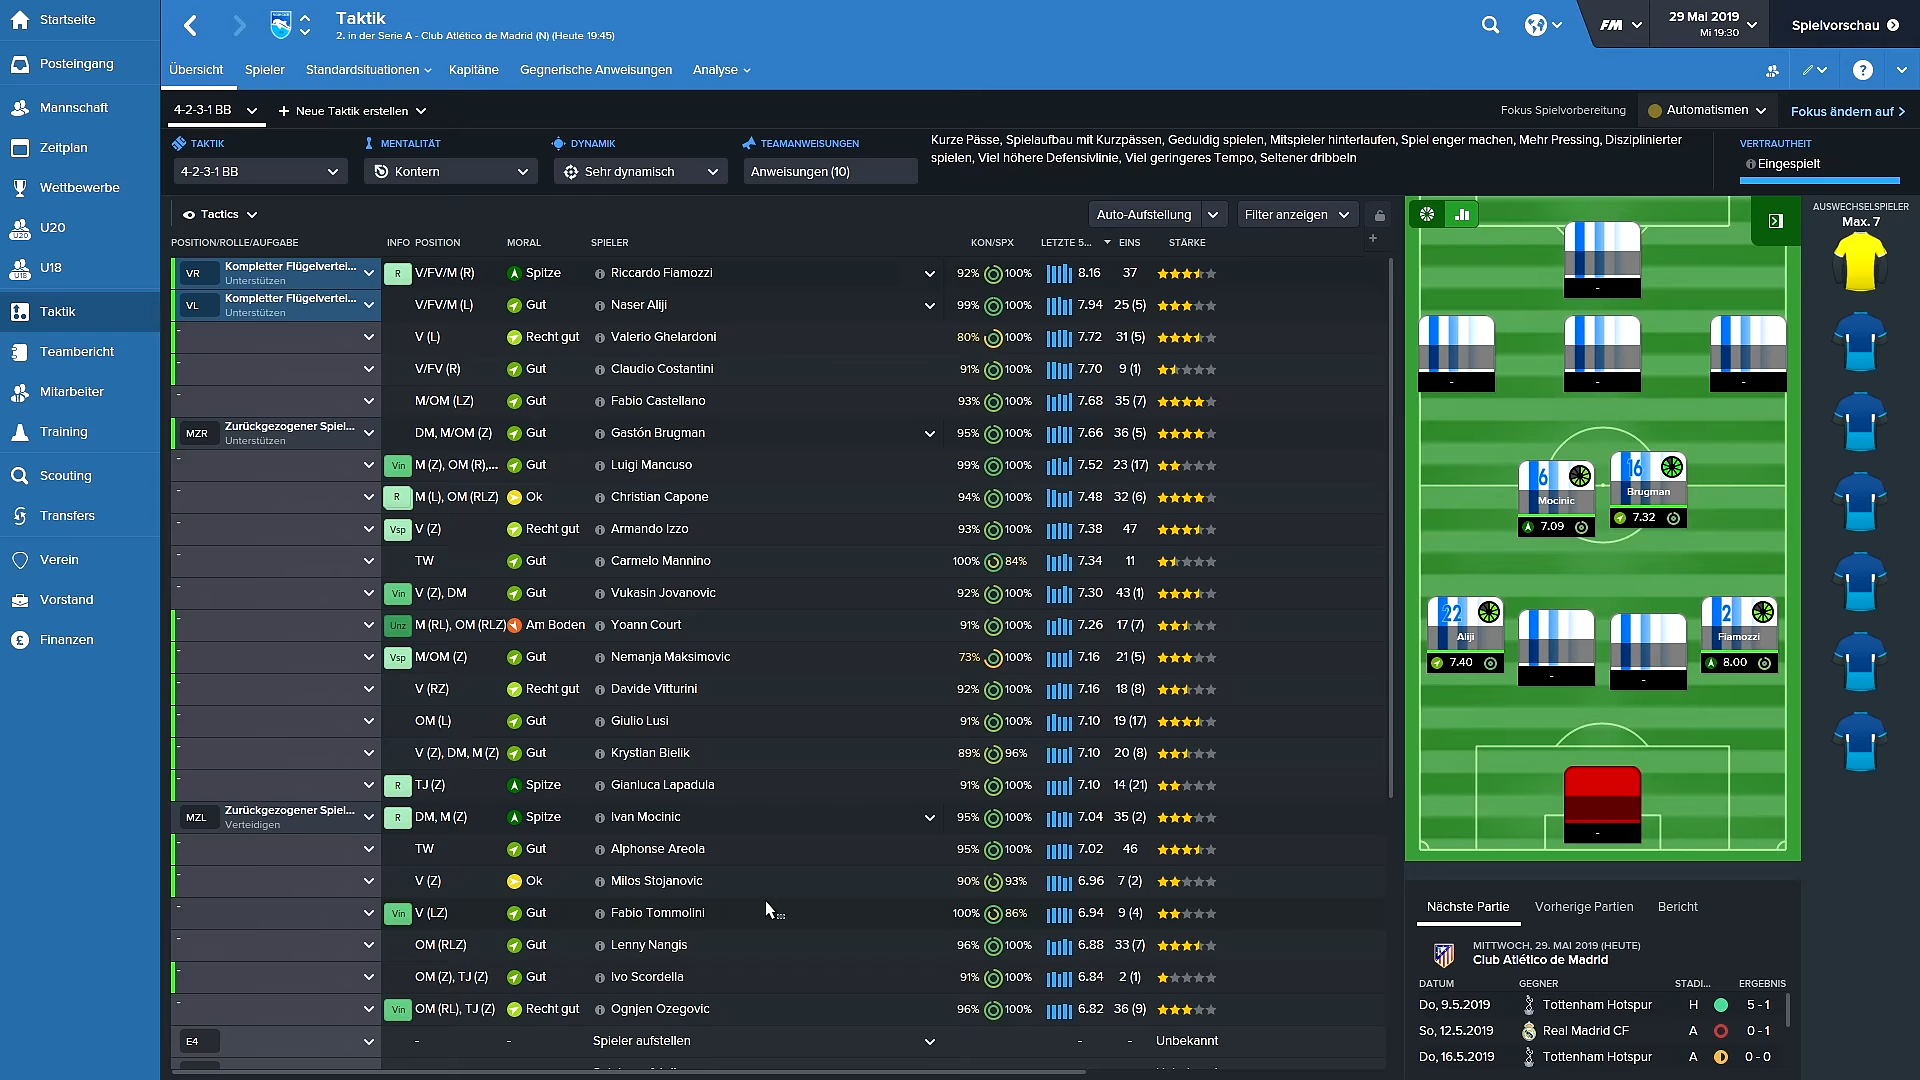 Startseite
Posteingang
Mannschaft
Zeitplan
Wettbewerbe
U20
U18
Taktik
Teambericht
Mitarbeiter
Training
Scouting
Transfers
Verein
Vorstand
Finanzen
Taktik
2. in der Serie A - Club Atlético de Madrid (N) (Heute 19:45)
FM
29 Mai 2019
Mi 19:30
Spielvorschau
Übersicht Spieler Standardsituationen Kapitäne Gegnerische Anweisungen Analyse
4-2-3-1 BB + Neue Taktik erstellen
Fokus Spielvorbereitung Automatismen Fokus ändern auf >
TAKTIK MENTALITÄT DYNAMIK TEAMANWEISUNGEN
4-2-3-1 BB Kontern Sehr dynamisch Anweisungen (10)
Kurze Pässe, Spielaufbau mit Kurzpässen, Geduldig spielen, Mitspieler hinterlaufen, Spiel enger machen, Mehr Pressing, Disziplinierter
spielen, Viel höhere Defensivlinie, Viel geringeres Tempo, Seltener dribbeln
VERTRAUTHEIT
Eingespielt
Tactics Auto-Aufstellung Filter anzeigen
POSITION/ROLLE/AUFGABE INFO POSITION MORAL SPIELER KON/SPX LETZTE 5... EINS STÄRKE
VR Kompletter Flügelvertei... Unterstützen R V/FV/M (R) Spitze Riccardo Fiamozzi 92% 100% 8.16 37
VL Kompletter Flügelvertei... Unterstützen V/FV/M (L) Gut Naser Aliji 99% 100% 7.94 25 (5)
- V (L) Recht gut Valerio Ghelardoni 80% 100% 7.72 31 (5)
- V/FV (R) Gut Claudio Costantini 91% 100% 7.70 9 (1)
- M/OM (LZ) Gut Fabio Castellano 93% 100% 7.68 35 (7)
MZR Zurückgezogener Spiel... Unterstützen DM, M/OM (Z) Gut Gastón Brugman 95% 100% 7.66 36 (5)
- Vin M (Z), OM (R),... Gut Luigi Mancuso 99% 100% 7.52 23 (17)
- R M (L), OM (RLZ) Ok Christian Capone 94% 100% 7.48 32 (6)
- Vsp V (Z) Recht gut Armando Izzo 93% 100% 7.38 47
- TW Gut Carmelo Mannino 100% 84% 7.34 11
- Vin V (Z), DM Gut Vukasin Jovanovic 92% 100% 7.30 43 (1)
- Unz M (RL), OM (RLZ) Am Boden Yoann Court 91% 100% 7.26 17 (7)
- Vsp M/OM (Z) Gut Nemanja Maksimovic 73% 100% 7.16 21 (5)
- V (RZ) Recht gut Davide Vitturini 92% 100% 7.16 18 (8)
- OM (L) Gut Giulio Lusi 91% 100% 7.10 19 (17)
- V (Z), DM, M (Z) Gut Krystian Bielik 89% 96% 7.10 20 (8)
- R TJ (Z) Spitze Gianluca Lapadula 91% 100% 7.10 14 (21)
MZL Zurückgezogener Spiel... Verteidigen R DM, M (Z) Spitze Ivan Mocinic 95% 100% 7.04 35 (2)
- TW Gut Alphonse Areola 95% 100% 7.02 46
- V (Z) Ok Milos Stojanovic 90% 93% 6.96 7 (2)
- Vin V (LZ) Gut Fabio Tommolini 100% 86% 6.94 9 (4)
- OM (RLZ) Gut Lenny Nangis 96% 100% 6.88 33 (7)
- OM (Z), TJ (Z) Gut Ivo Scordella 91% 100% 6.84 2 (1)
- Vin OM (RL), TJ (Z) Recht gut Ognjen Ozegovic 96% 100% 6.82 36 (9)
E4 - - Spieler aufstellen - - Unbekannt
AUSWECHSELSPIELER
Max. 7
-
- - -
6 Mocinic 7.09
16 Brugman 7.32
22 Aliji 7.40
- -
2 Fiamozzi 8.00
-
Nächste Partie Vorherige Partien Bericht
MITTWOCH, 29. MAI 2019 (HEUTE)
Club Atlético de Madrid
DATUM GEGNER STADI... ERGEBNIS
Do, 9.5.2019 Tottenham Hotspur H 5 - 1
So, 12.5.2019 Real Madrid CF A 0 - 1
Do, 16.5.2019 Tottenham Hotspur A 0 - 0